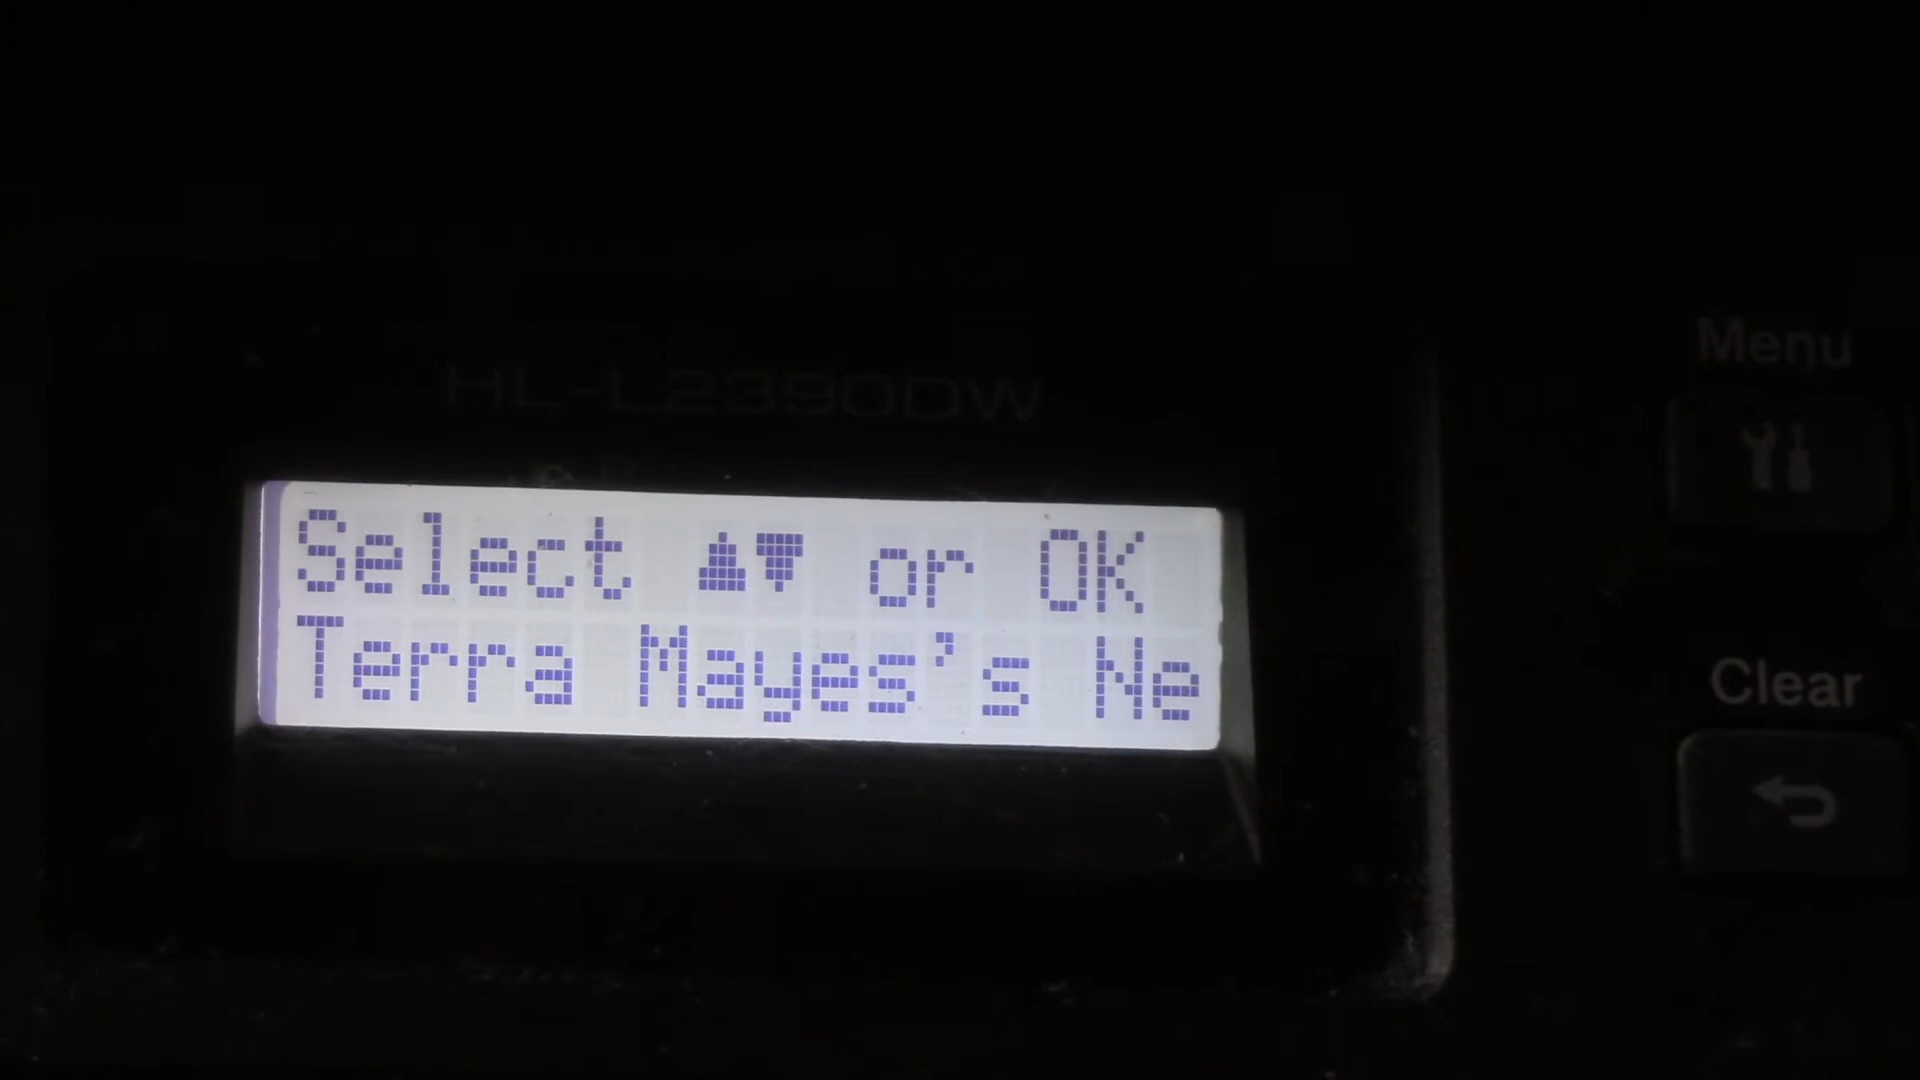 HL-L2390DW
Menu
Select ▲▼ or OK
Terra Mayes's Ne
Clear